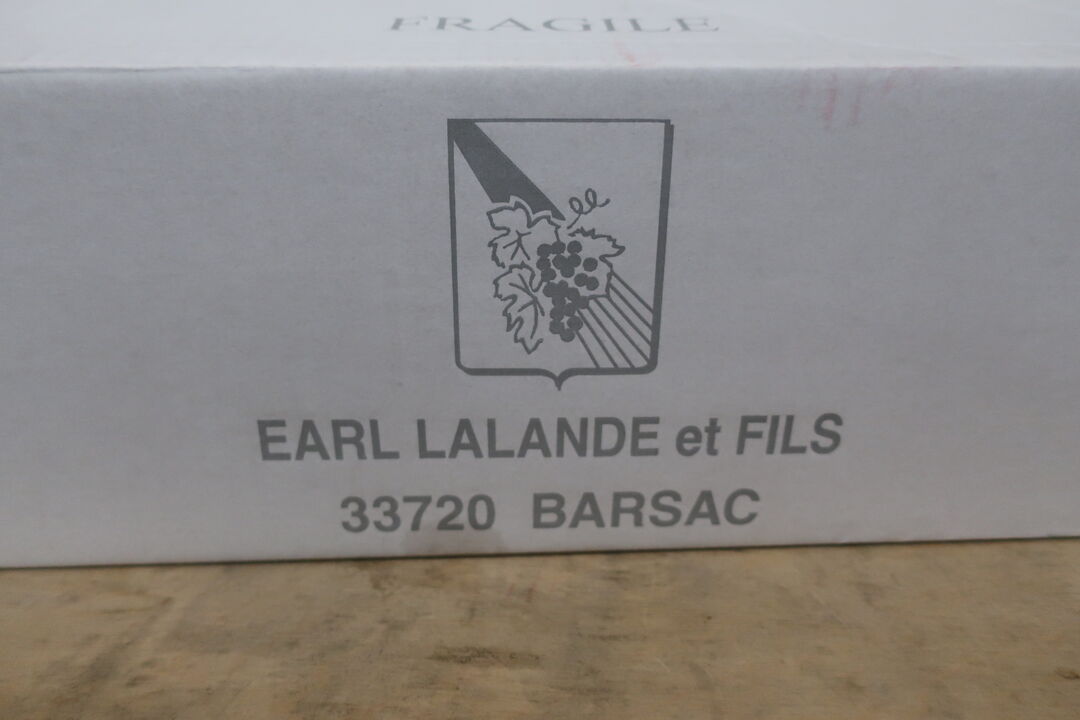 FRAGILE
EARL LALANDE et FILS
33720 BARSAC